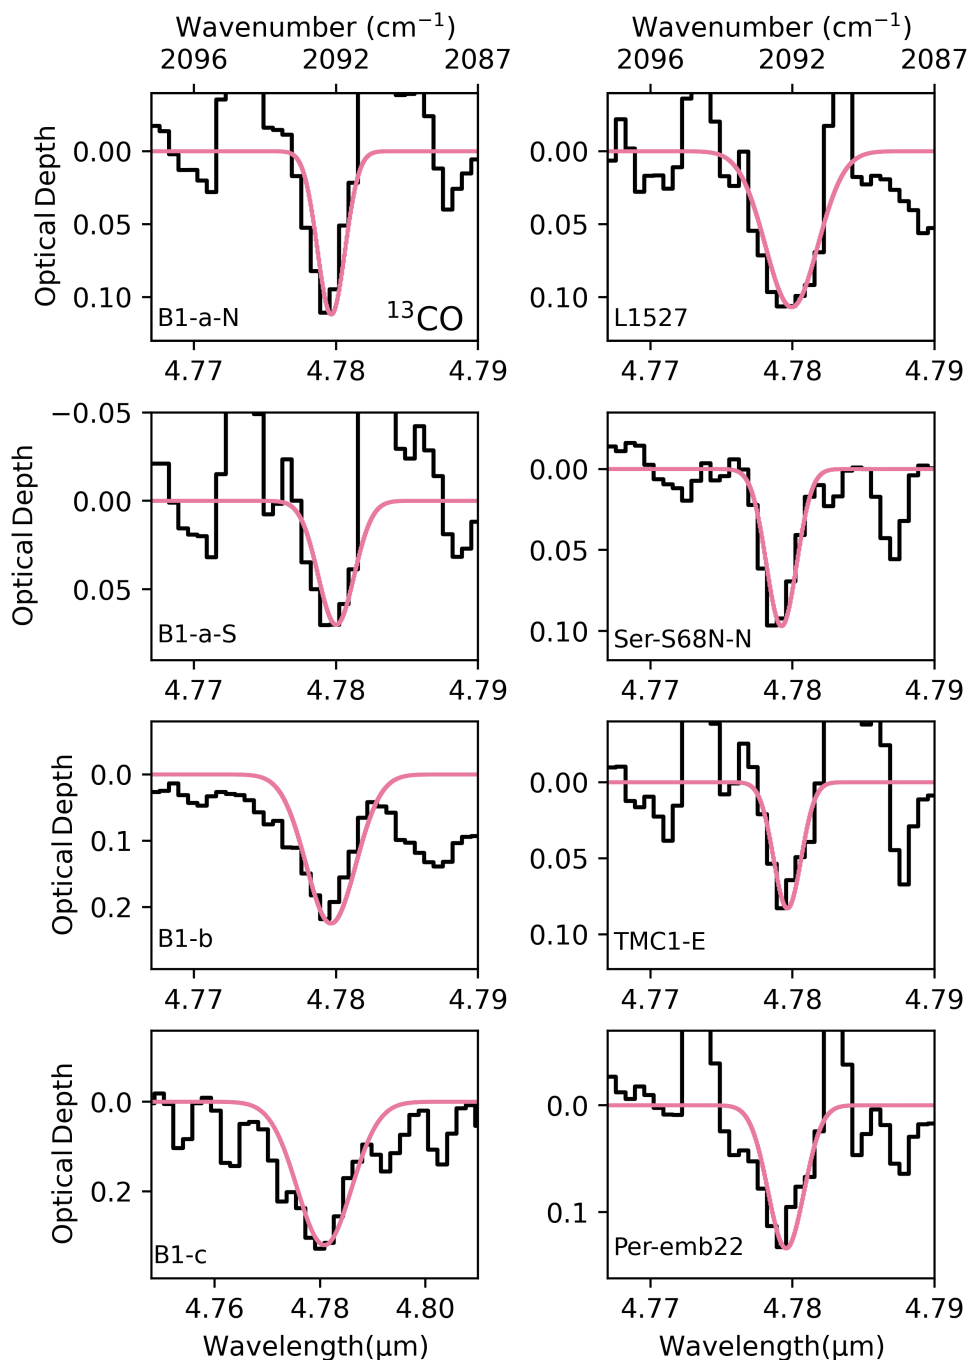 Wavenumber (cm⁻¹) Wavenumber (cm⁻¹)
2096 2092 2087 2096 2092 2087
Optical Depth
0.00 0.00
0.05 0.05
0.10 0.10
B1-a-N ¹³CO L1527
4.77 4.78 4.79 4.77 4.78 4.79
Optical Depth
−0.05
0.00 0.00
0.05 0.05
0.10
B1-a-S Ser-S68N-N
4.77 4.78 4.79 4.77 4.78 4.79
Optical Depth
0.0 0.00
0.1 0.05
0.2 0.10
B1-b TMC1-E
4.77 4.78 4.79 4.77 4.78 4.79
Optical Depth
0.0 0.0
0.2 0.1
B1-c Per-emb22
4.76 4.78 4.80 4.77 4.78 4.79
Wavelength(μm) Wavelength(μm)